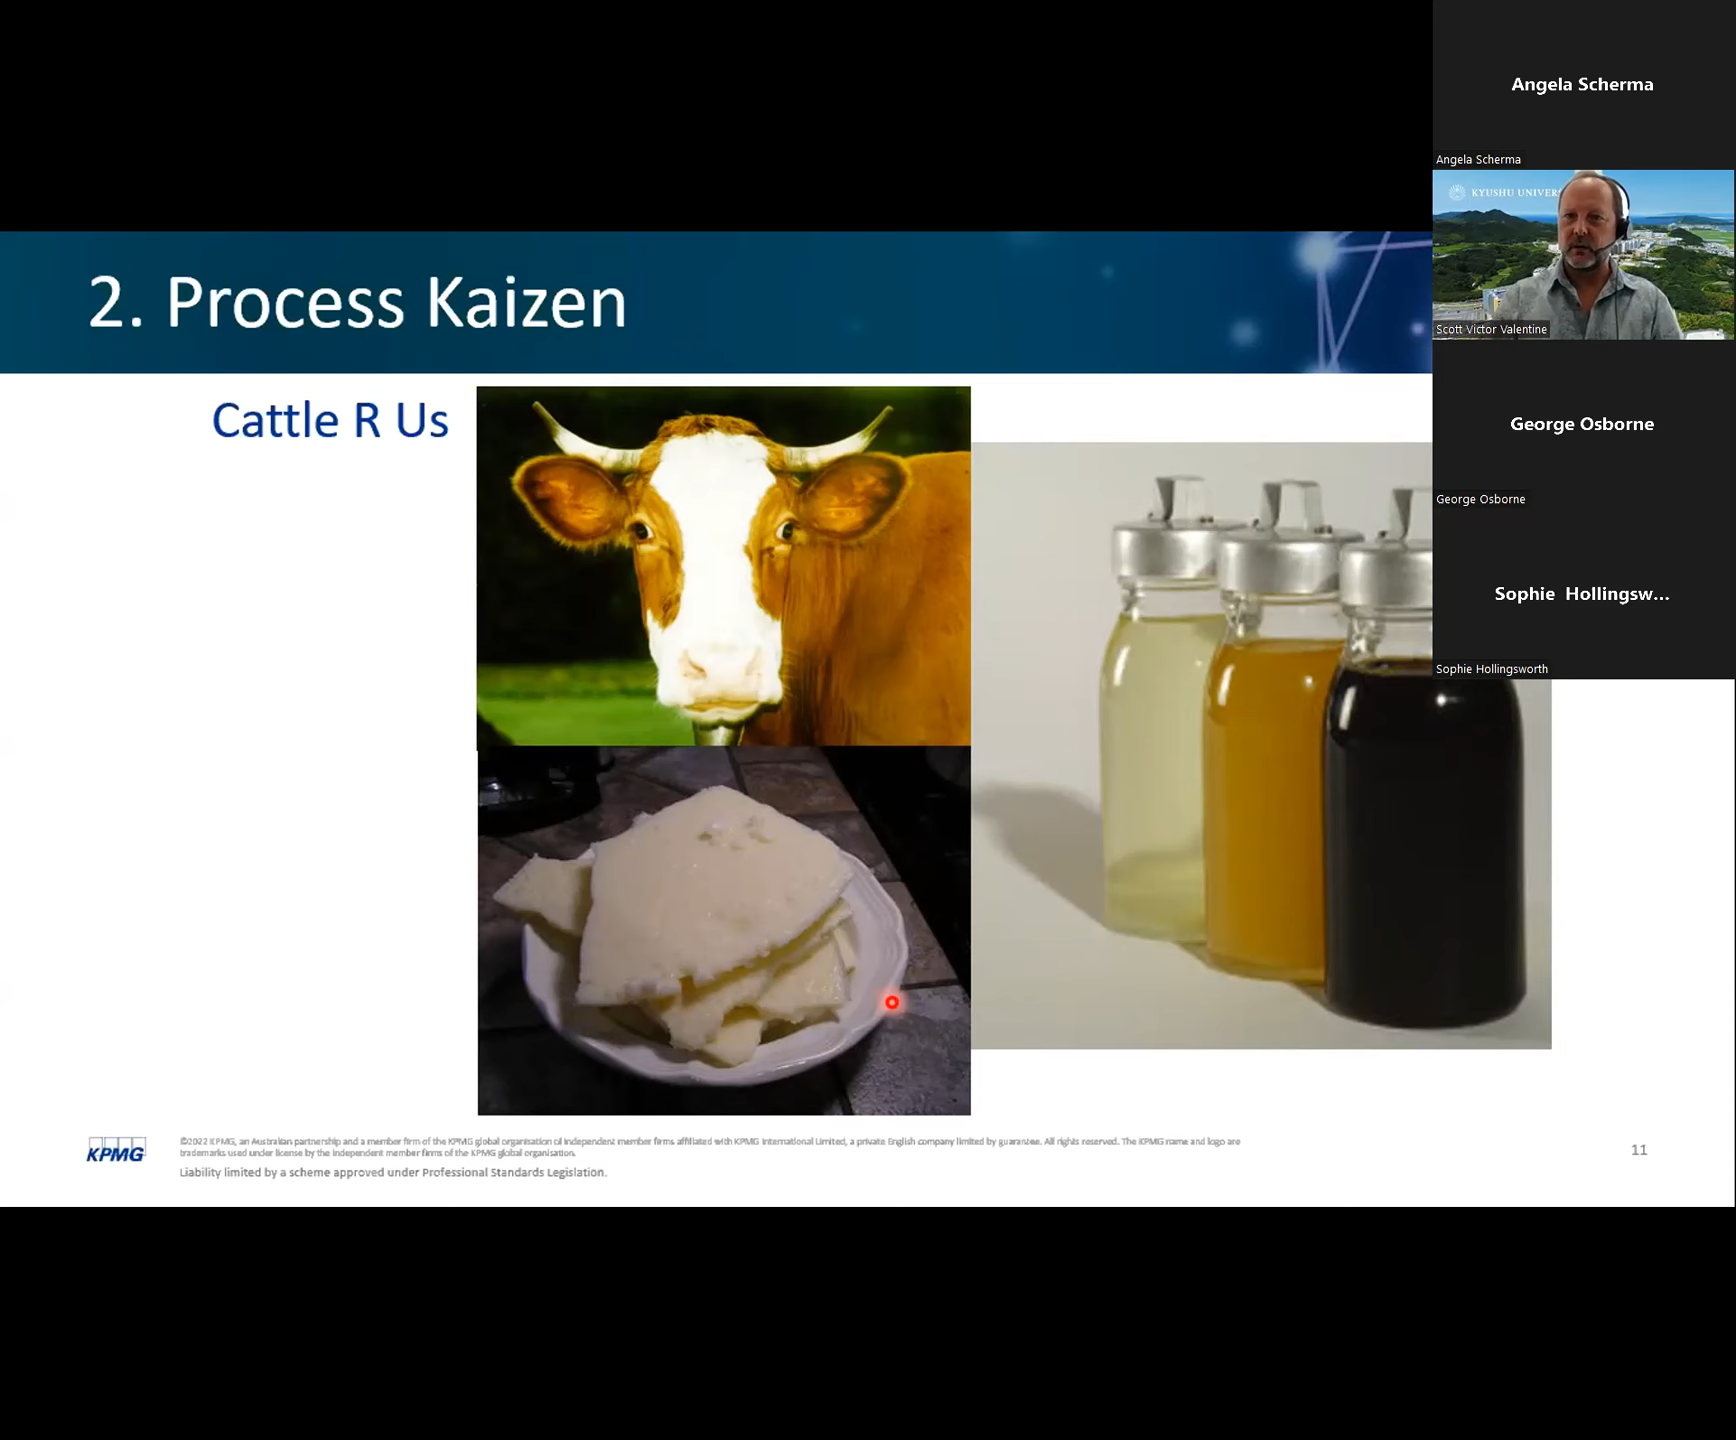 2. Process Kaizen
Cattle R Us
KPMG
©2022 KPMG, an Australian partnership and a member firm of the KPMG global organisation of independent member firms affiliated with KPMG International Limited, a private English company limited by guarantee. All rights reserved. The KPMG name and logo are
trademarks used under license by the independent member firms of the KPMG global organisation.
Liability limited by a scheme approved under Professional Standards Legislation.
11
Angela Scherma
Angela Scherma
KYUSHU
Scott Victor Valentine
George Osborne
George Osborne
Sophie Hollingsw...
Sophie Hollingsworth